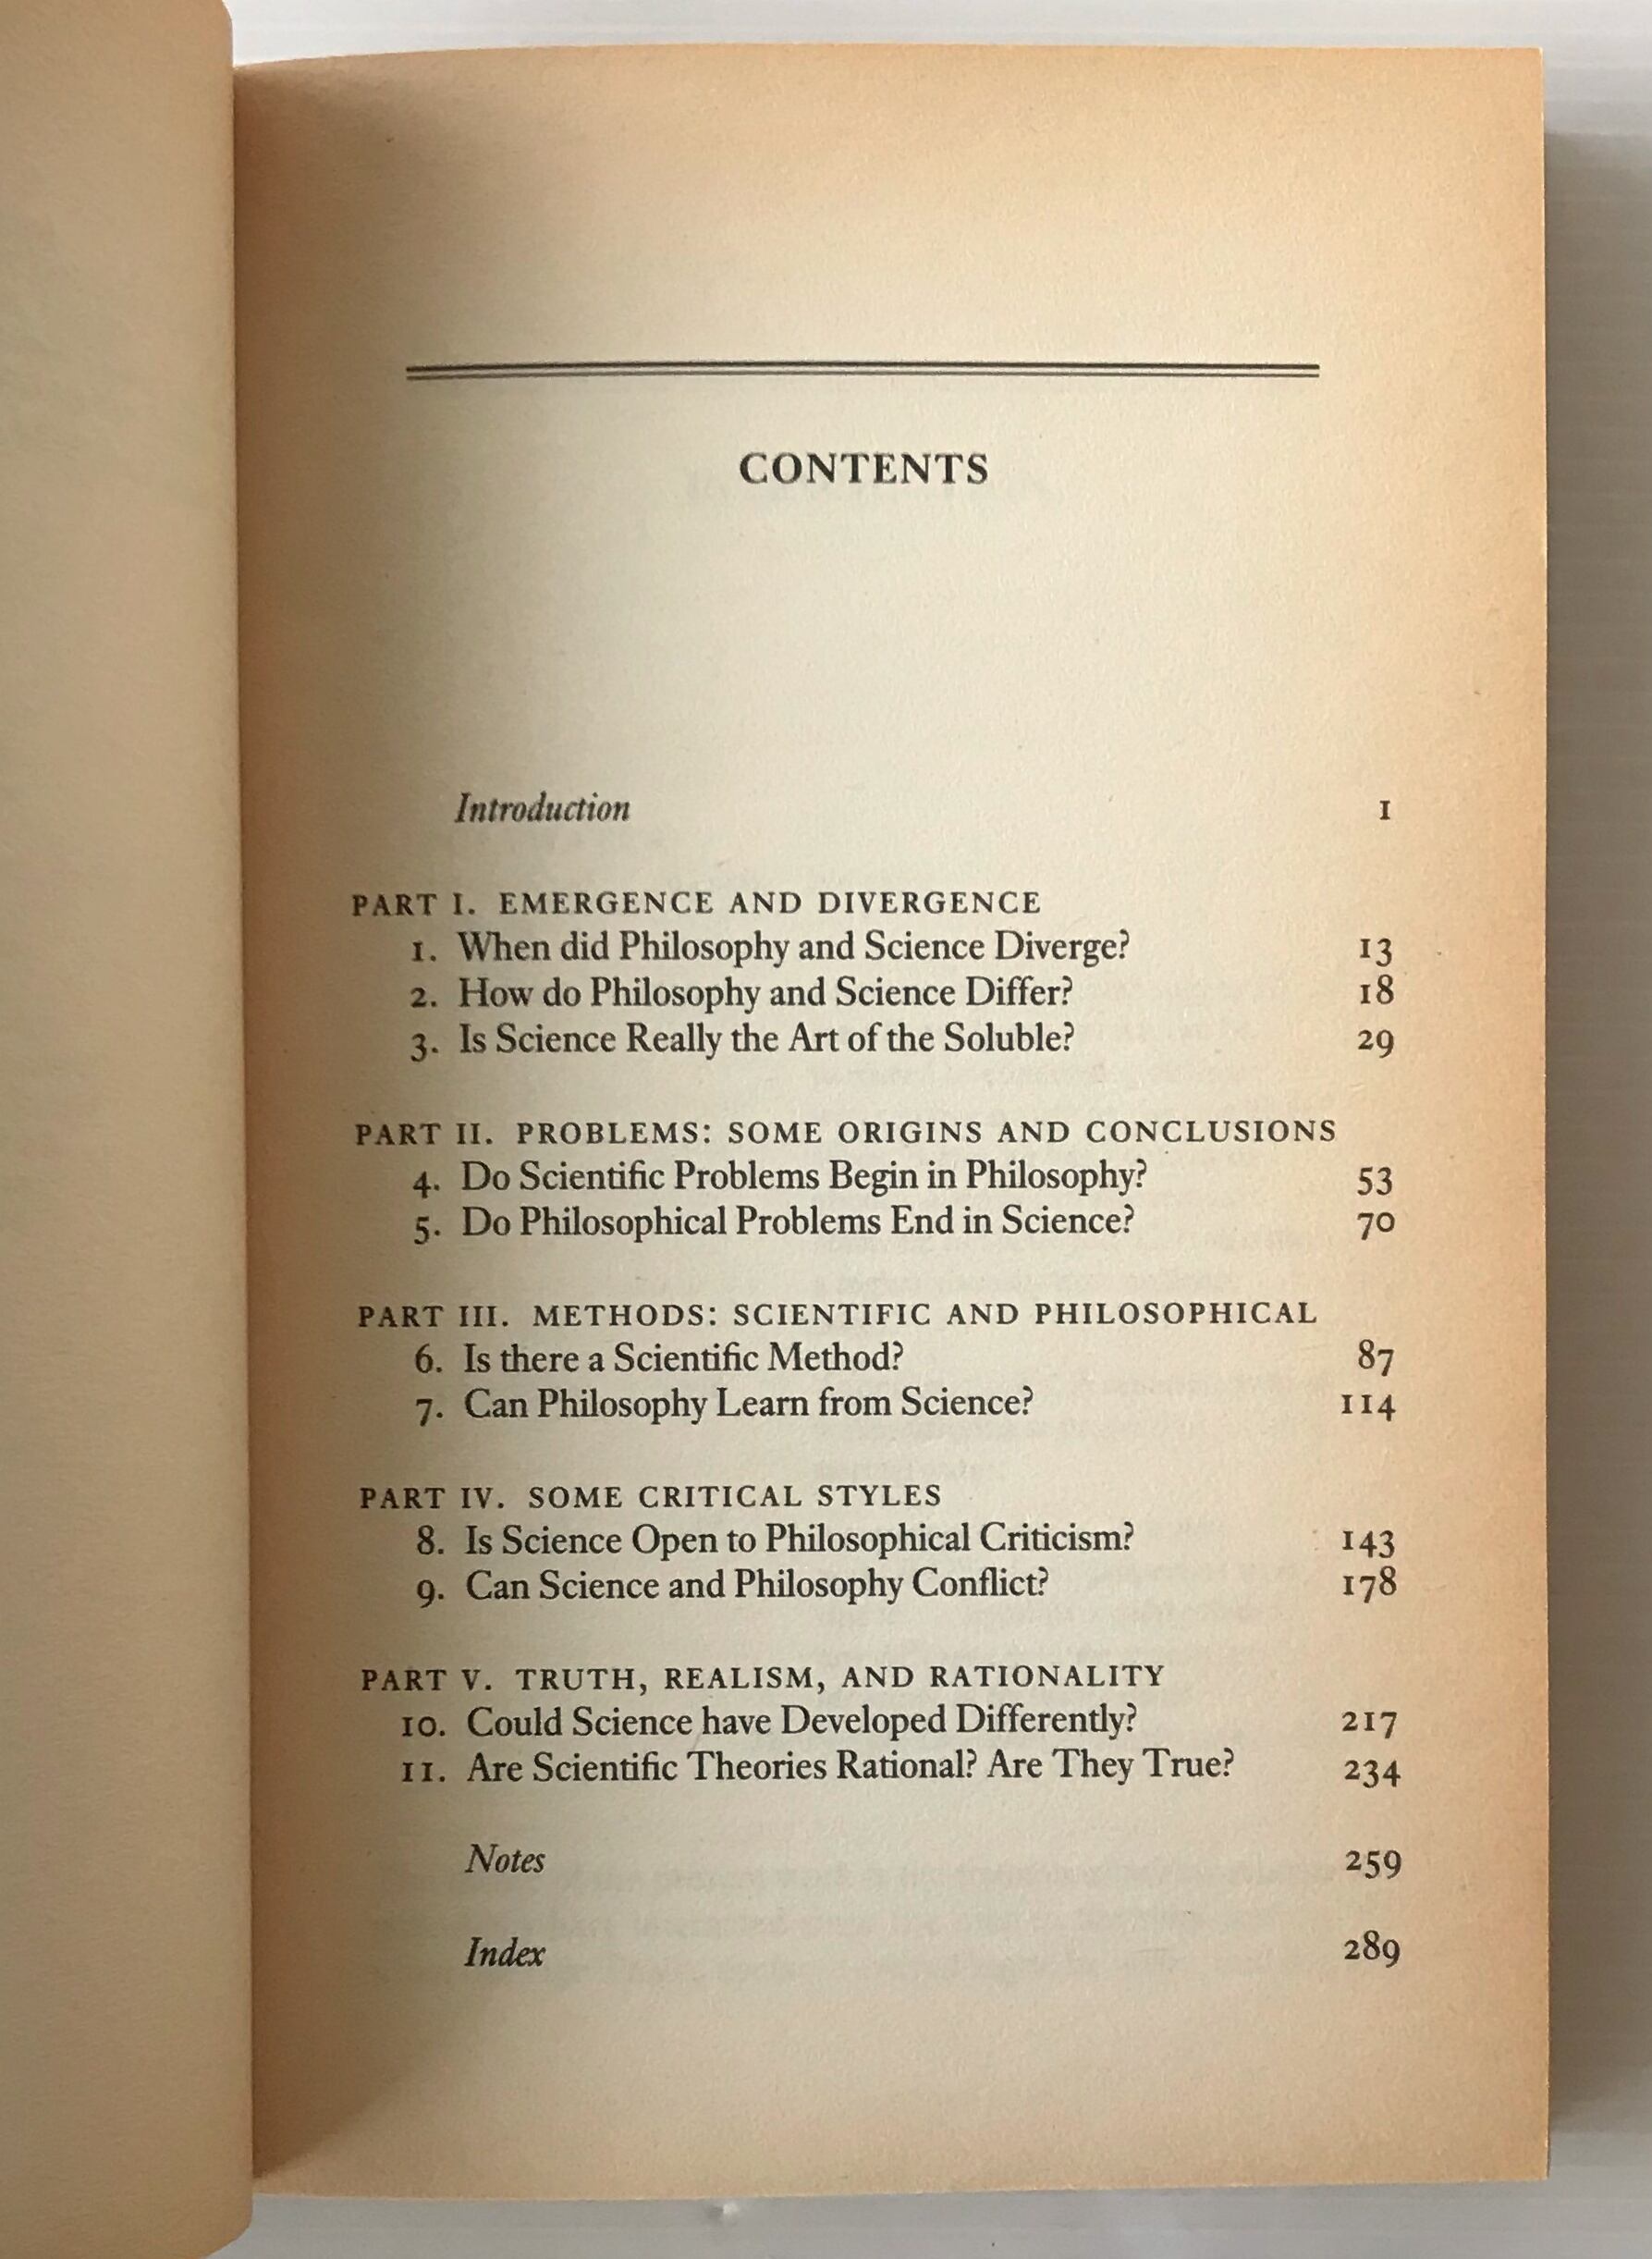 CONTENTS
Introduction 1
PART I. EMERGENCE AND DIVERGENCE
1. When did Philosophy and Science Diverge? 13
2. How do Philosophy and Science Differ? 18
3. Is Science Really the Art of the Soluble? 29
PART II. PROBLEMS: SOME ORIGINS AND CONCLUSIONS
4. Do Scientific Problems Begin in Philosophy? 53
5. Do Philosophical Problems End in Science? 70
PART III. METHODS: SCIENTIFIC AND PHILOSOPHICAL
6. Is there a Scientific Method? 87
7. Can Philosophy Learn from Science? 114
PART IV. SOME CRITICAL STYLES
8. Is Science Open to Philosophical Criticism? 143
9. Can Science and Philosophy Conflict? 178
PART V. TRUTH, REALISM, AND RATIONALITY
10. Could Science have Developed Differently? 217
11. Are Scientific Theories Rational? Are They True? 234
Notes 259
Index 289